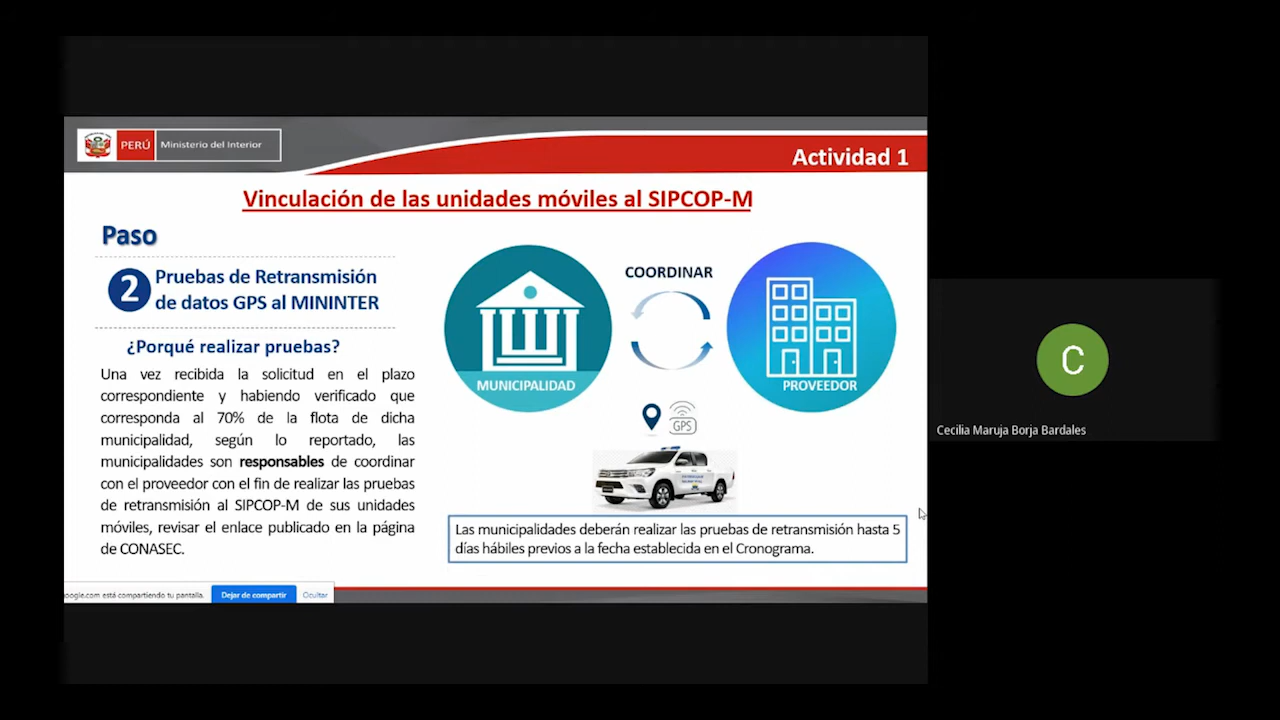 PERÚ
Ministerio del Interior
Actividad 1
Vinculación de las unidades móviles al SIPCOP-M
Paso
2
Pruebas de Retransmisión
de datos GPS al MININTER
¿Porqué realizar pruebas?
Una vez recibida la solicitud en el plazo
correspondiente y habiendo verificado que
corresponda al 70% de la flota de dicha
municipalidad, según lo reportado, las
municipalidades son responsables de coordinar
con el proveedor con el fin de realizar las pruebas
de retransmisión al SIPCOP-M de sus unidades
móviles, revisar el enlace publicado en la página
de CONASEC.
COORDINAR
MUNICIPALIDAD
PROVEEDOR
GPS
Las municipalidades deberán realizar las pruebas de retransmisión hasta 5
días hábiles previos a la fecha establecida en el Cronograma.
oogle.com está compartiendo tu pantalla.
Dejar de compartir
Ocultar
C
Cecilia Maruja Borja Bardales